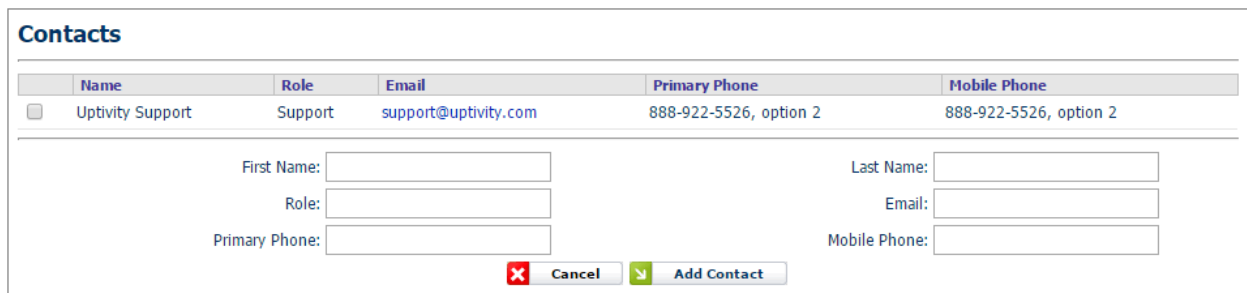 Contacts
Name Role Email Primary Phone Mobile Phone
Uptivity Support Support support@uptivity.com 888-922-5526, option 2 888-922-5526, option 2
First Name: Last Name:
Role: Email:
Primary Phone: Mobile Phone:
Cancel Add Contact